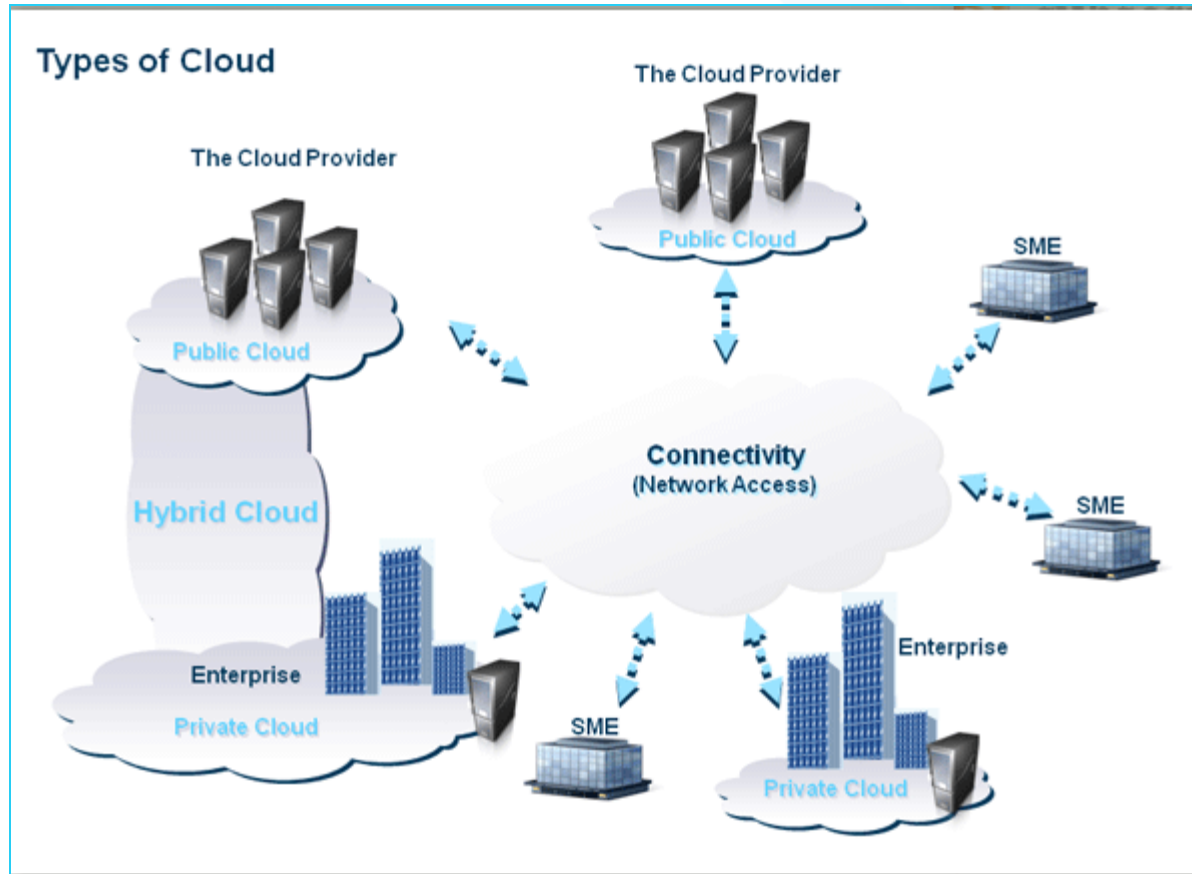 Types of Cloud
The Cloud Provider
Public Cloud
The Cloud Provider
Public Cloud
SME
Connectivity
(Network Access)
Hybrid Cloud
SME
Enterprise
Private Cloud
SME
Enterprise
Private Cloud